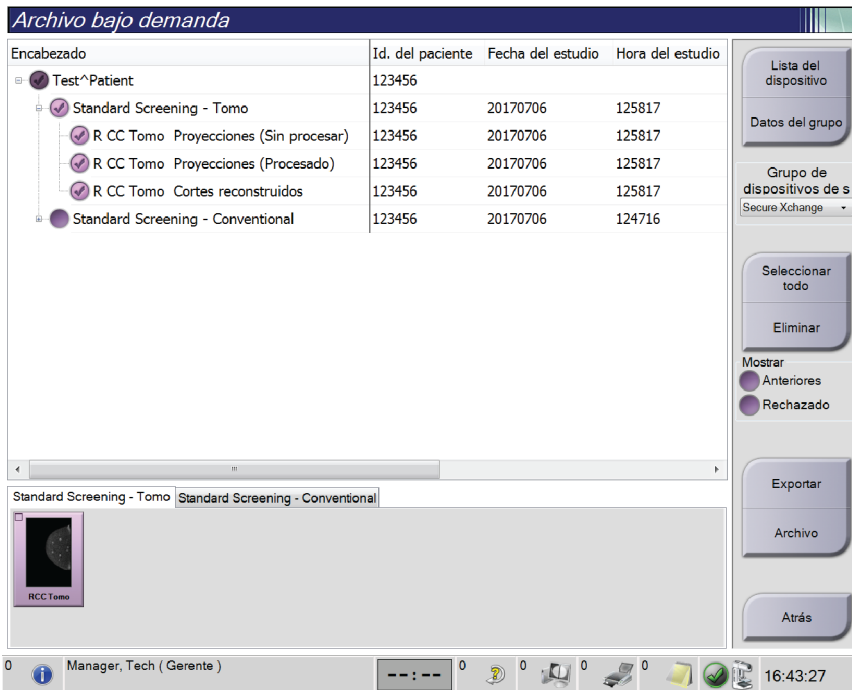 Archivo bajo demanda
Encabezado Id. del paciente Fecha del estudio Hora del estudio
Test^Patient 123456
Standard Screening - Tomo 123456 20170706 125817
R CC Tomo Proyecciones (Sin procesar) 123456 20170706 125817
R CC Tomo Proyecciones (Procesado) 123456 20170706 125817
R CC Tomo Cortes reconstruidos 123456 20170706 125817
Standard Screening - Conventional 123456 20170706 124716
Lista del
dispositivo
Datos del grupo
Grupo de
dispositivos de s
Secure Xchange
Seleccionar
todo
Eliminar
Mostrar
Anteriores
Rechazado
Exportar
Archivo
Atrás
Standard Screening - Tomo Standard Screening - Conventional
RCC Tomo
0 Manager, Tech ( Gerente ) --:-- 0 0 0 0 16:43:27